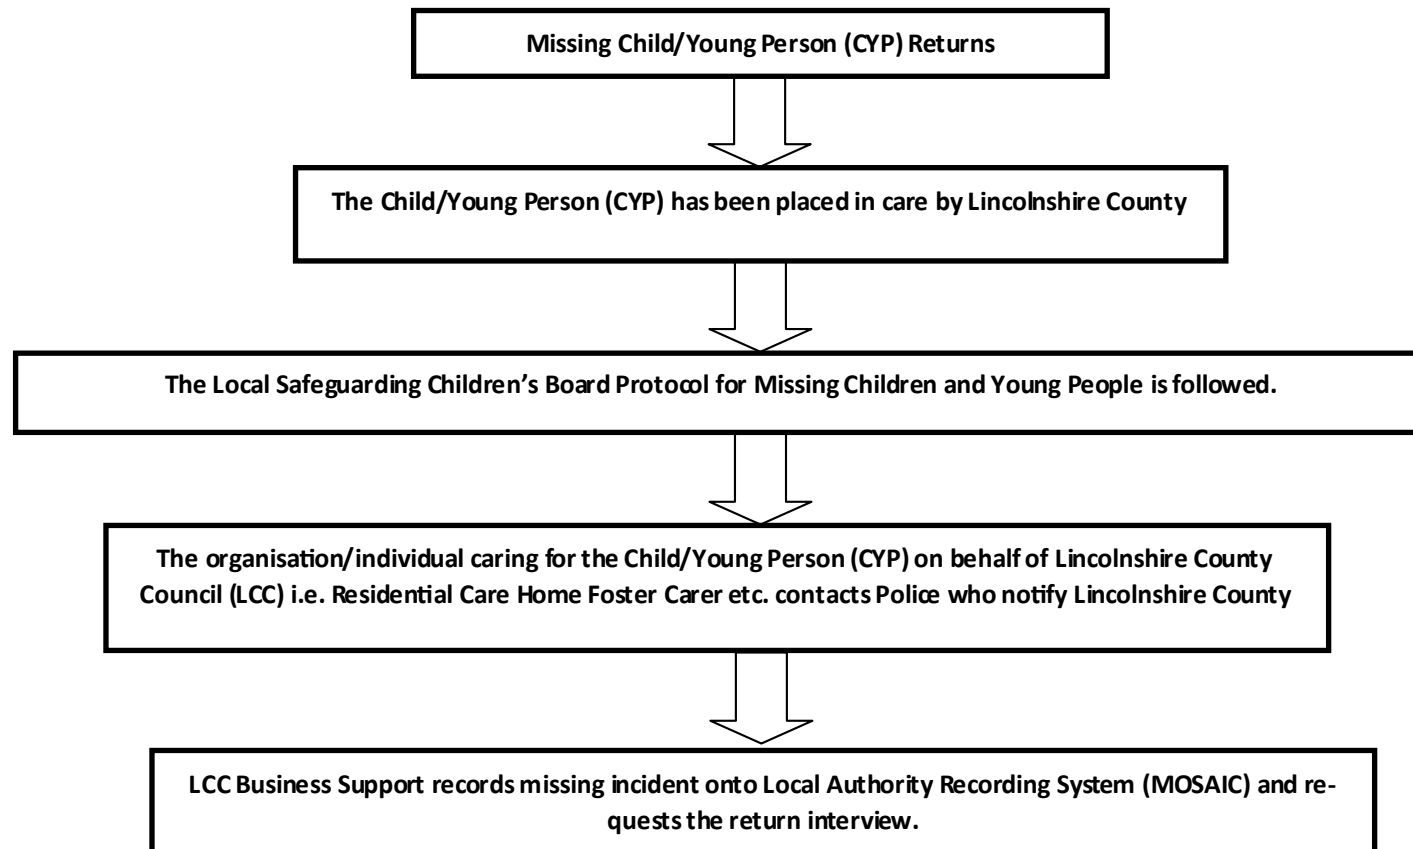 Missing Child/Young Person (CYP) Returns
The Child/Young Person (CYP) has been placed in care by Lincolnshire County
The Local Safeguarding Children’s Board Protocol for Missing Children and Young People is followed.
The organisation/individual caring for the Child/Young Person (CYP) on behalf of Lincolnshire County
Council (LCC) i.e. Residential Care Home Foster Carer etc. contacts Police who notify Lincolnshire County
LCC Business Support records missing incident onto Local Authority Recording System (MOSAIC) and re-
quests the return interview.